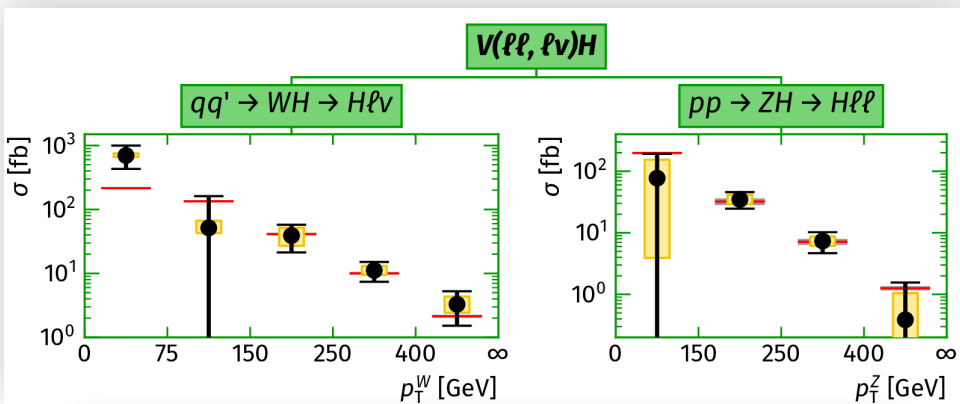 V(ℓℓ, ℓν)H
qq' → WH → Hℓν
pp → ZH → Hℓℓ
σ [fb]
10³
10²
10¹
10⁰
0 75 150 250 400 ∞
p_T^W [GeV]
σ [fb]
10²
10¹
10⁰
0 150 250 400 ∞
p_T^Z [GeV]